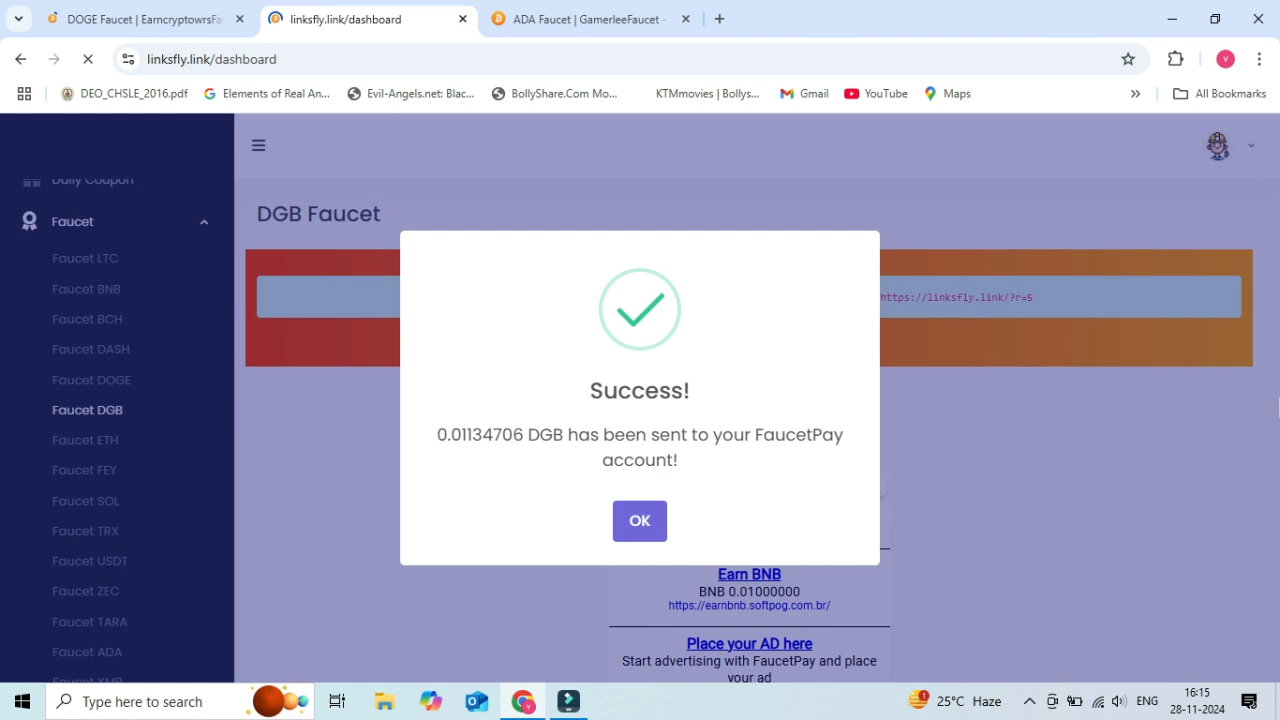 DOGE Faucet | EarncryptowrsFa
linksfly.link/dashboard
ADA Faucet | GamerleeFaucet -
linksfly.link/dashboard
V
DEO_CHSLE_2016.pdf
Elements of Real An...
Evil-Angels.net: Blac...
BollyShare.Com Mo...
KTMmovies | Bollys...
Gmail
YouTube
Maps
All Bookmarks
Daily Coupon
Faucet
Faucet LTC
Faucet BNB
Faucet BCH
Faucet DASH
Faucet DOGE
Faucet DGB
Faucet ETH
Faucet FEY
Faucet SOL
Faucet TRX
Faucet USDT
Faucet ZEC
Faucet TARA
Faucet ADA
Faucet XMR
DGB Faucet
https://linksfly.link/?r=5
Success!
0.01134706 DGB has been sent to your FaucetPay
account!
OK
Earn BNB
BNB 0.01000000
https://earnbnb.softpog.com.br/
Place your AD here
Start advertising with FaucetPay and place
your ad
Type here to search
1
25°C Haze
ENG
16:15
28-11-2024